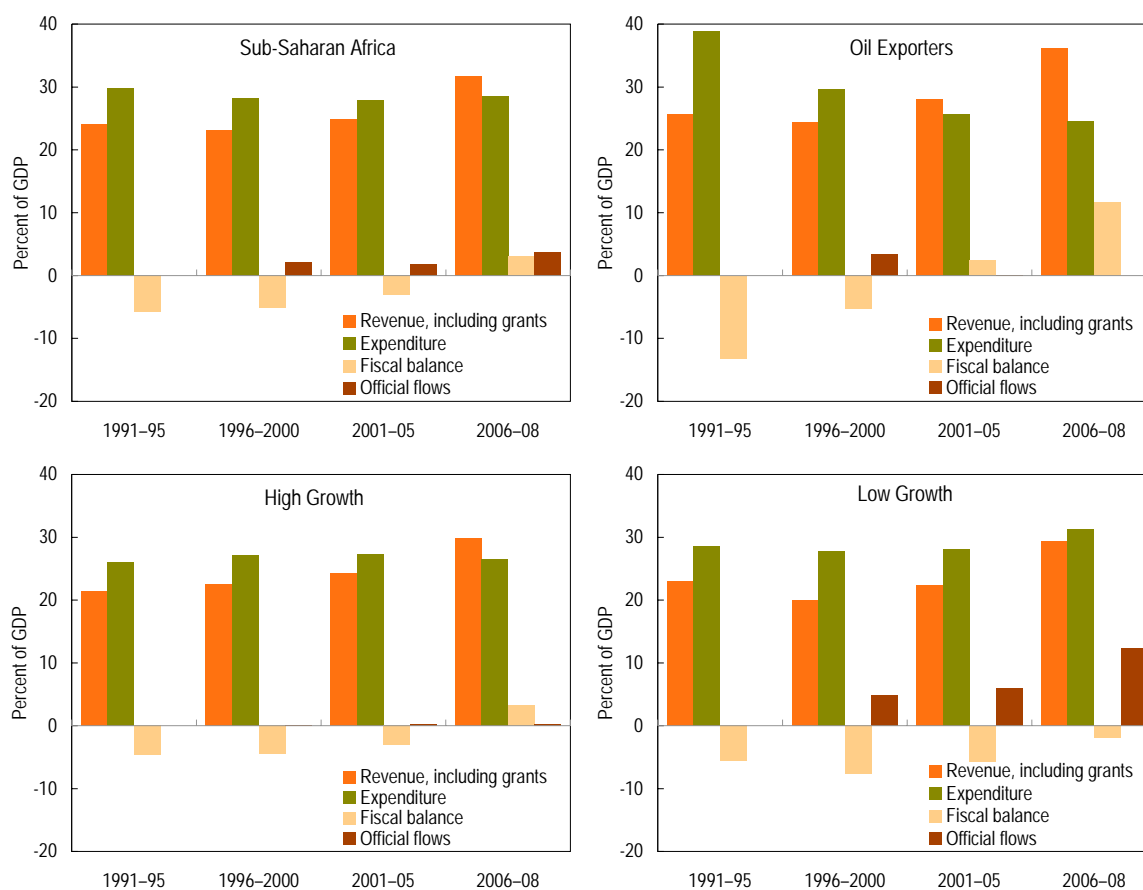 Sub-Saharan Africa
Percent of GDP
40
30
20
10
0
-10
-20
Revenue, including grants
Expenditure
Fiscal balance
Official flows
1991–95 1996–2000 2001–05 2006–08
Oil Exporters
Percent of GDP
40
30
20
10
0
-10
-20
Revenue, including grants
Expenditure
Fiscal balance
Official flows
1991–95 1996–2000 2001–05 2006–08
High Growth
Percent of GDP
40
30
20
10
0
-10
-20
Revenue, including grants
Expenditure
Fiscal balance
Official flows
1991–95 1996–2000 2001–05 2006–08
Low Growth
Percent of GDP
40
30
20
10
0
-10
-20
Revenue, including grants
Expenditure
Fiscal balance
Official flows
1991–95 1996–2000 2001–05 2006–08